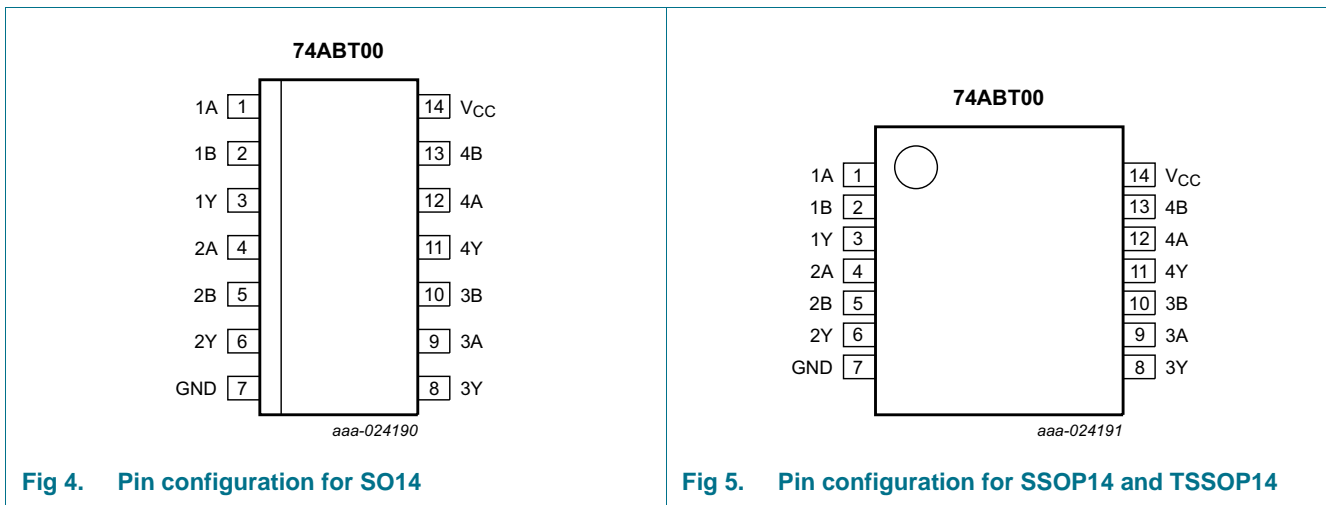 74ABT00
1A 1 14 VCC
1B 2 13 4B
1Y 3 12 4A
2A 4 11 4Y
2B 5 10 3B
2Y 6 9 3A
GND 7 8 3Y
aaa-024190
Fig 4. Pin configuration for SO14
74ABT00
1A 1 14 VCC
1B 2 13 4B
1Y 3 12 4A
2A 4 11 4Y
2B 5 10 3B
2Y 6 9 3A
GND 7 8 3Y
aaa-024191
Fig 5. Pin configuration for SSOP14 and TSSOP14